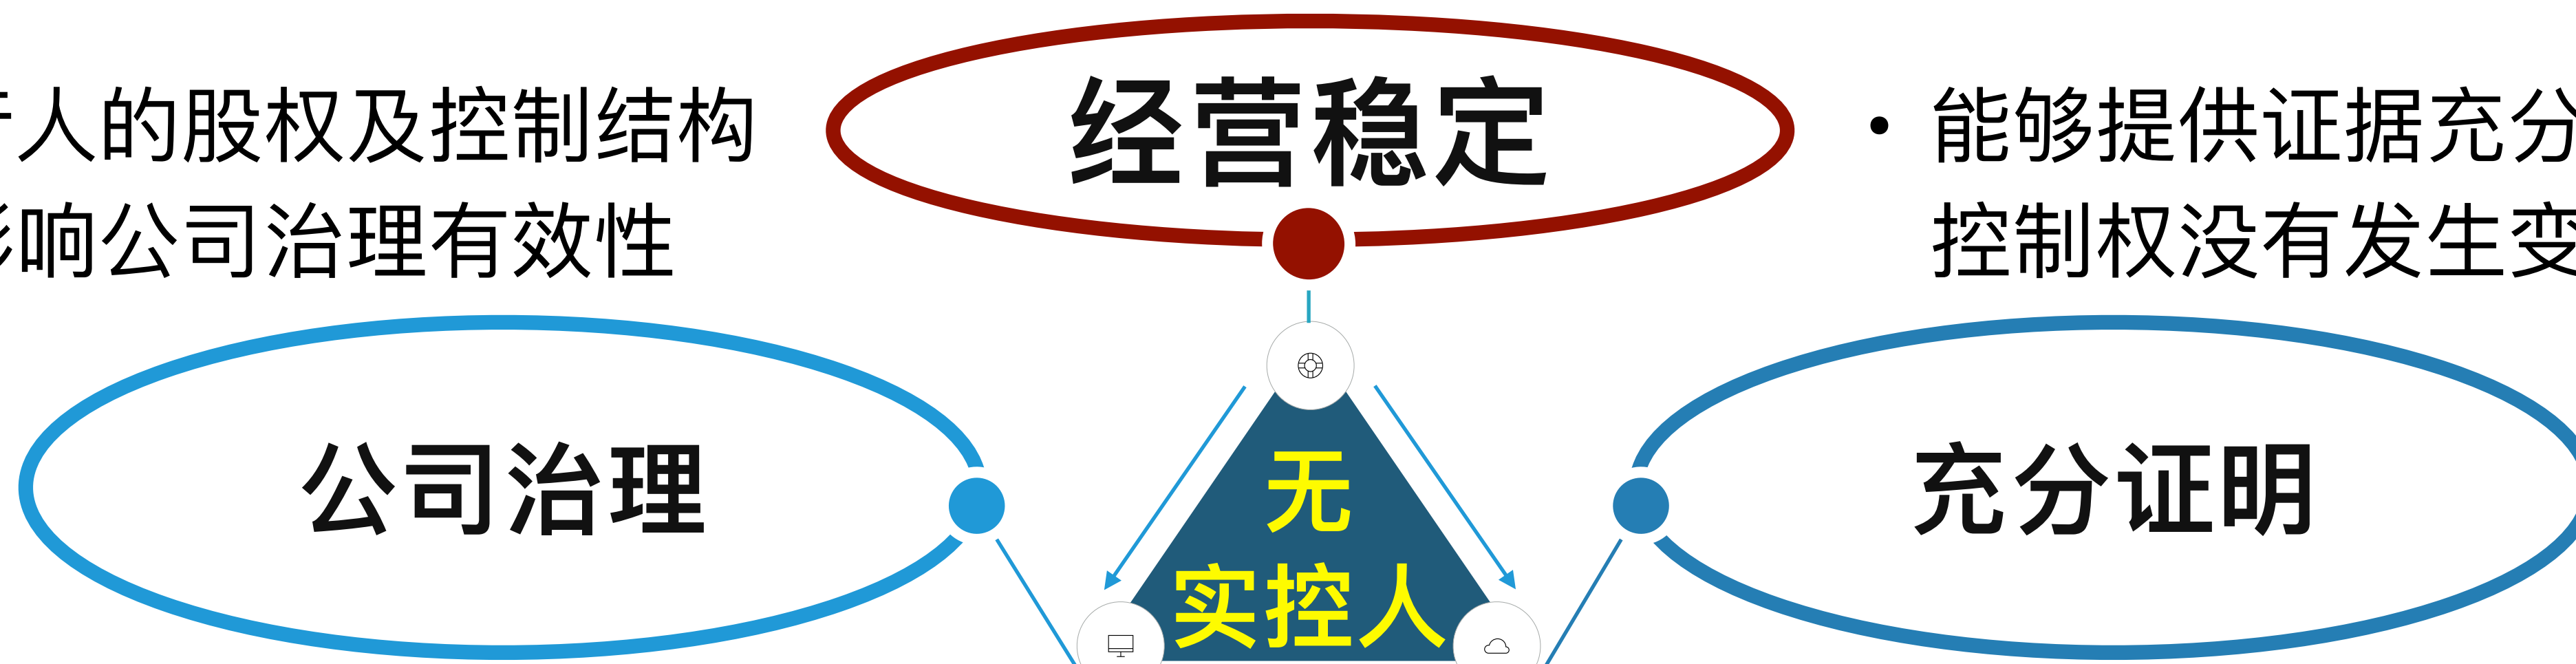 人的股权及控制结构
响公司治理有效性
经营稳定
• 能够提供证据充分
控制权没有发生变
公司治理
无
实控人
充分证明